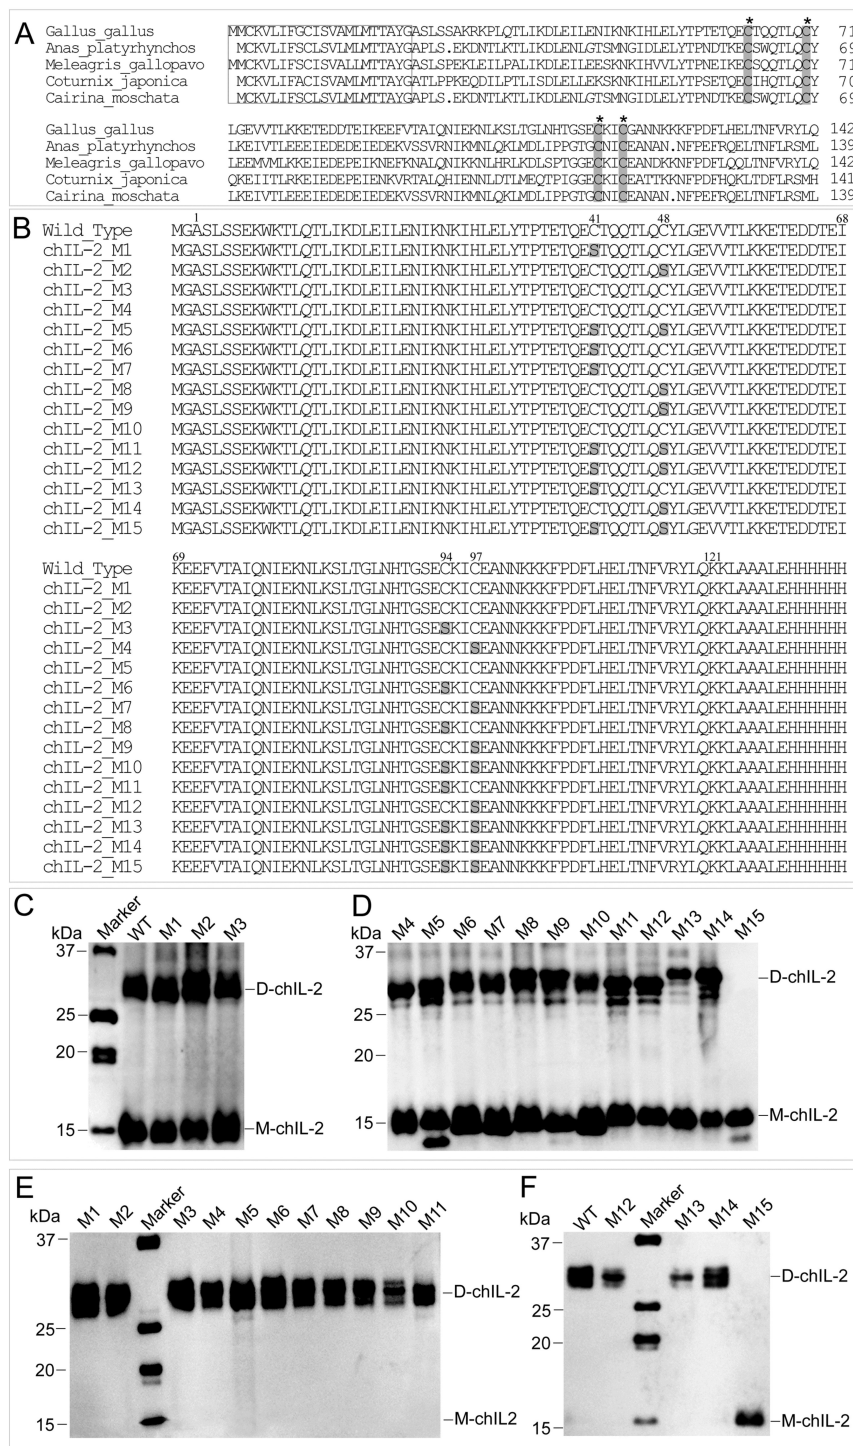 A
Gallus_gallus MMCKVLIFGCISVAMLMTTAYGASLSSAKRKPLQTLIKDLEILENIKNKIHLELYTPTETQECTQQTLQCY 71
Anas_platyrhynchos MCKVLIFSCISVAMLMTTAYGAPLS.EKDNTLKTLIKDLENLGTSMNGIDLELYTPNDTKECSWQTLQCY 69
Meleagris_gallopavo MCKVLIFGCISVALLMTTAYGASLSPEKLEILPALIKDLEILEESKNKIHVVLYTPNETQECSQQTLQCY 70
Coturnix_japonica MCKVLIFGCISVAFLMTTAYGATLPPKEQDILPTLIKDLEILEESKNKIHLELYTPSETQECIHQTLQCY 70
Cairina_moschata MCKVLIFSCLSVAMLMTTAYGAPLS.EKDNTLKTLIKDLENLGTSMNGIDLELYTPNDTKECSWQTLQCY 69
* *
Gallus_gallus LGEVVTLKKETEDDTEIKEEFVTAIQNIEKNLKSLTGLNHTGSECKICGANNKKKFPDFLHELTNFVRYLQ 142
Anas_platyrhynchos LKEIVTLEEEIEDEDEIEDEKVSSVRNIKMNLQKLMDLIPPGTGCNICEANAN.NFPEFRQELTNFLRSML 139
Meleagris_gallopavo LEEMVMLKKETEDEPEIKNEFKNALQNIKKNLHRLKDLSPTGGECKICEANDKKNFPEFLQQLTNFLRYLQ 142
Coturnix_japonica QKEIITLRKEIEDEPEIENKVRTALQHIENNLDTLMEQTPIGGECKICEATTKKNFPDFHQKLTDFLRSMH 141
Cairina_moschata LKEIVTLEEEIEDEDEIEDEKVSSVRNIKMNLQKLMDLIPPGTGCNICEANAN.NFPEFRQELTNFLRSML 139
* *
B
1 41 48 68
Wild_Type MGASLSSEKWKTLQTLIKDLEILENIKNKIHLELYTPTETQECTQQTLQCYLGEVVTLKKETEDDTEI
chIL-2_M1 MGASLSSEKWKTLQTLIKDLEILENIKNKIHLELYTPTETQESTQQTLQCYLGEVVTLKKETEDDTEI
chIL-2_M2 MGASLSSEKWKTLQTLIKDLEILENIKNKIHLELYTPTETQECTQQTLQSYLGEVVTLKKETEDDTEI
chIL-2_M3 MGASLSSEKWKTLQTLIKDLEILENIKNKIHLELYTPTETQECTQQTLQCYLGEVVTLKKETEDDTEI
chIL-2_M4 MGASLSSEKWKTLQTLIKDLEILENIKNKIHLELYTPTETQECTQQTLQCYLGEVVTLKKETEDDTEI
chIL-2_M5 MGASLSSEKWKTLQTLIKDLEILENIKNKIHLELYTPTETQESTQQTLQSYLGEVVTLKKETEDDTEI
chIL-2_M6 MGASLSSEKWKTLQTLIKDLEILENIKNKIHLELYTPTETQESTQQTLQCYLGEVVTLKKETEDDTEI
chIL-2_M7 MGASLSSEKWKTLQTLIKDLEILENIKNKIHLELYTPTETQESTQQTLQCYLGEVVTLKKETEDDTEI
chIL-2_M8 MGASLSSEKWKTLQTLIKDLEILENIKNKIHLELYTPTETQECTQQTLQSYLGEVVTLKKETEDDTEI
chIL-2_M9 MGASLSSEKWKTLQTLIKDLEILENIKNKIHLELYTPTETQECTQQTLQSYLGEVVTLKKETEDDTEI
chIL-2_M10 MGASLSSEKWKTLQTLIKDLEILENIKNKIHLELYTPTETQECTQQTLQCYLGEVVTLKKETEDDTEI
chIL-2_M11 MGASLSSEKWKTLQTLIKDLEILENIKNKIHLELYTPTETQESTQQTLQSYLGEVVTLKKETEDDTEI
chIL-2_M12 MGASLSSEKWKTLQTLIKDLEILENIKNKIHLELYTPTETQESTQQTLQSYLGEVVTLKKETEDDTEI
chIL-2_M13 MGASLSSEKWKTLQTLIKDLEILENIKNKIHLELYTPTETQESTQQTLQCYLGEVVTLKKETEDDTEI
chIL-2_M14 MGASLSSEKWKTLQTLIKDLEILENIKNKIHLELYTPTETQECTQQTLQSYLGEVVTLKKETEDDTEI
chIL-2_M15 MGASLSSEKWKTLQTLIKDLEILENIKNKIHLELYTPTETQESTQQTLQSYLGEVVTLKKETEDDTEI
69 94 97 121
Wild_Type KEEFVTAIQNIEKNLKSLTGLNHTGSECKICEANNKKKFPDFLHELTNFVRYLQKKLAAALEHHHHHH
chIL-2_M1 KEEFVTAIQNIEKNLKSLTGLNHTGSECKICEANNKKKFPDFLHELTNFVRYLQKKLAAALEHHHHHH
chIL-2_M2 KEEFVTAIQNIEKNLKSLTGLNHTGSECKICEANNKKKFPDFLHELTNFVRYLQKKLAAALEHHHHHH
chIL-2_M3 KEEFVTAIQNIEKNLKSLTGLNHTGSESKICEANNKKKFPDFLHELTNFVRYLQKKLAAALEHHHHHH
chIL-2_M4 KEEFVTAIQNIEKNLKSLTGLNHTGSECKISEANNKKKFPDFLHELTNFVRYLQKKLAAALEHHHHHH
chIL-2_M5 KEEFVTAIQNIEKNLKSLTGLNHTGSECKICEANNKKKFPDFLHELTNFVRYLQKKLAAALEHHHHHH
chIL-2_M6 KEEFVTAIQNIEKNLKSLTGLNHTGSESKICEANNKKKFPDFLHELTNFVRYLQKKLAAALEHHHHHH
chIL-2_M7 KEEFVTAIQNIEKNLKSLTGLNHTGSECKISEANNKKKFPDFLHELTNFVRYLQKKLAAALEHHHHHH
chIL-2_M8 KEEFVTAIQNIEKNLKSLTGLNHTGSESKICEANNKKKFPDFLHELTNFVRYLQKKLAAALEHHHHHH
chIL-2_M9 KEEFVTAIQNIEKNLKSLTGLNHTGSECKISEANNKKKFPDFLHELTNFVRYLQKKLAAALEHHHHHH
chIL-2_M10 KEEFVTAIQNIEKNLKSLTGLNHTGSESKISEANNKKKFPDFLHELTNFVRYLQKKLAAALEHHHHHH
chIL-2_M11 KEEFVTAIQNIEKNLKSLTGLNHTGSESKICEANNKKKFPDFLHELTNFVRYLQKKLAAALEHHHHHH
chIL-2_M12 KEEFVTAIQNIEKNLKSLTGLNHTGSECKISEANNKKKFPDFLHELTNFVRYLQKKLAAALEHHHHHH
chIL-2_M13 KEEFVTAIQNIEKNLKSLTGLNHTGSESKISEANNKKKFPDFLHELTNFVRYLQKKLAAALEHHHHHH
chIL-2_M14 KEEFVTAIQNIEKNLKSLTGLNHTGSESKISEANNKKKFPDFLHELTNFVRYLQKKLAAALEHHHHHH
chIL-2_M15 KEEFVTAIQNIEKNLKSLTGLNHTGSESKISEANNKKKFPDFLHELTNFVRYLQKKLAAALEHHHHHH
C
kDa Marker WT M1 M2 M3
37
D-chIL-2
25
20
15 M-chIL-2
D
kDa M4 M5 M6 M7 M8 M9 M10 M11 M12 M13 M14 M15
37
D-chIL-2
25
20
15 M-chIL-2
E
kDa M1 M2 Marker M3 M4 M5 M6 M7 M8 M9 M10 M11
37
D-chIL-2
25
20
15 M-chIL2
F
kDa WT M12 Marker M13 M14 M15
37
D-chIL-2
25
20
15 M-chIL-2